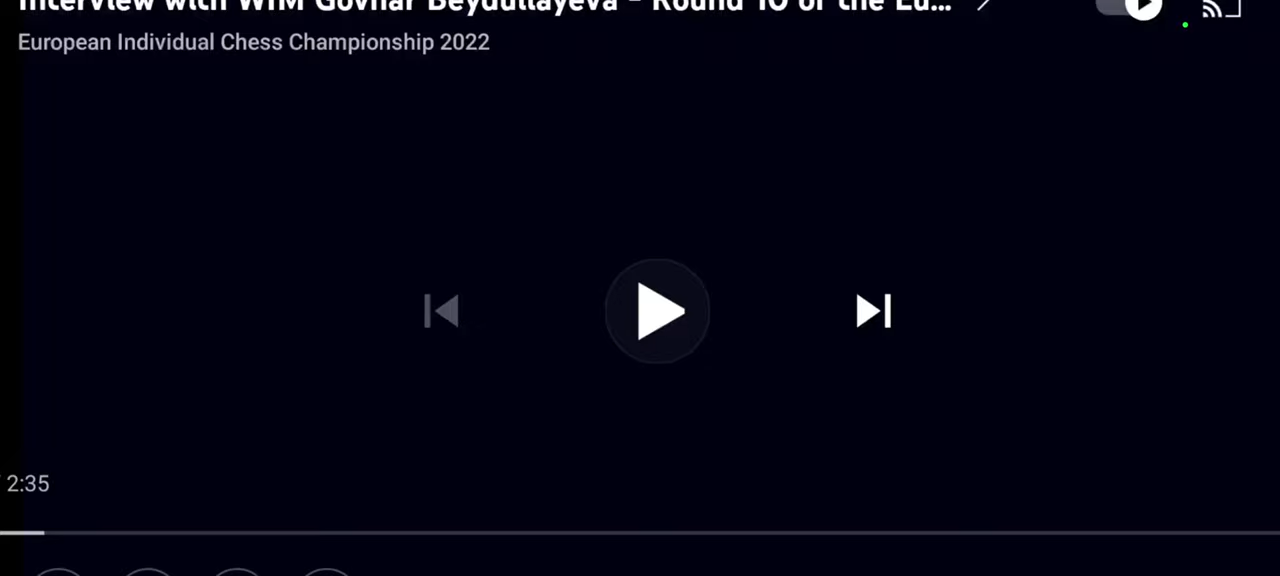 Interview with WIM Govhar Beydullayeva - Round 10 of the Eu...
European Individual Chess Championship 2022
/ 2:35